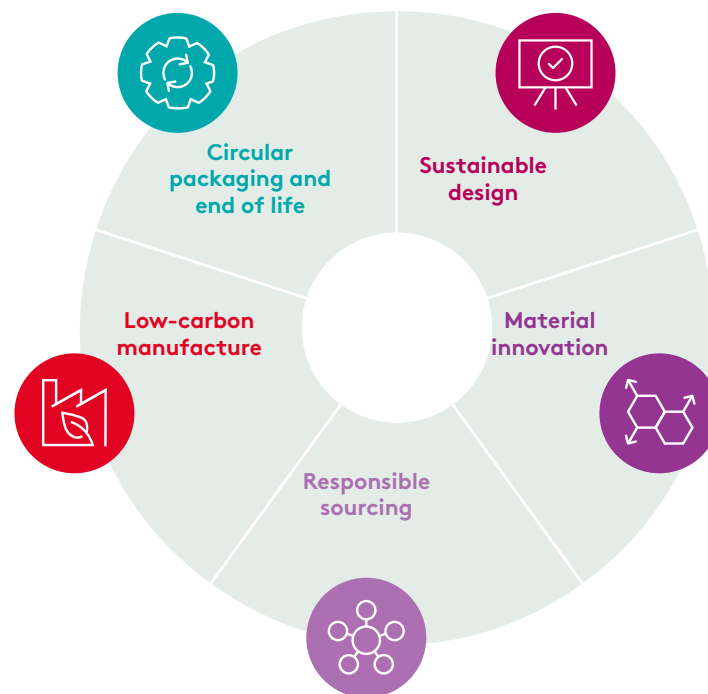 Circular
packaging and
end of life
Sustainable
design
Low-carbon
manufacture
Material
innovation
Responsible
sourcing